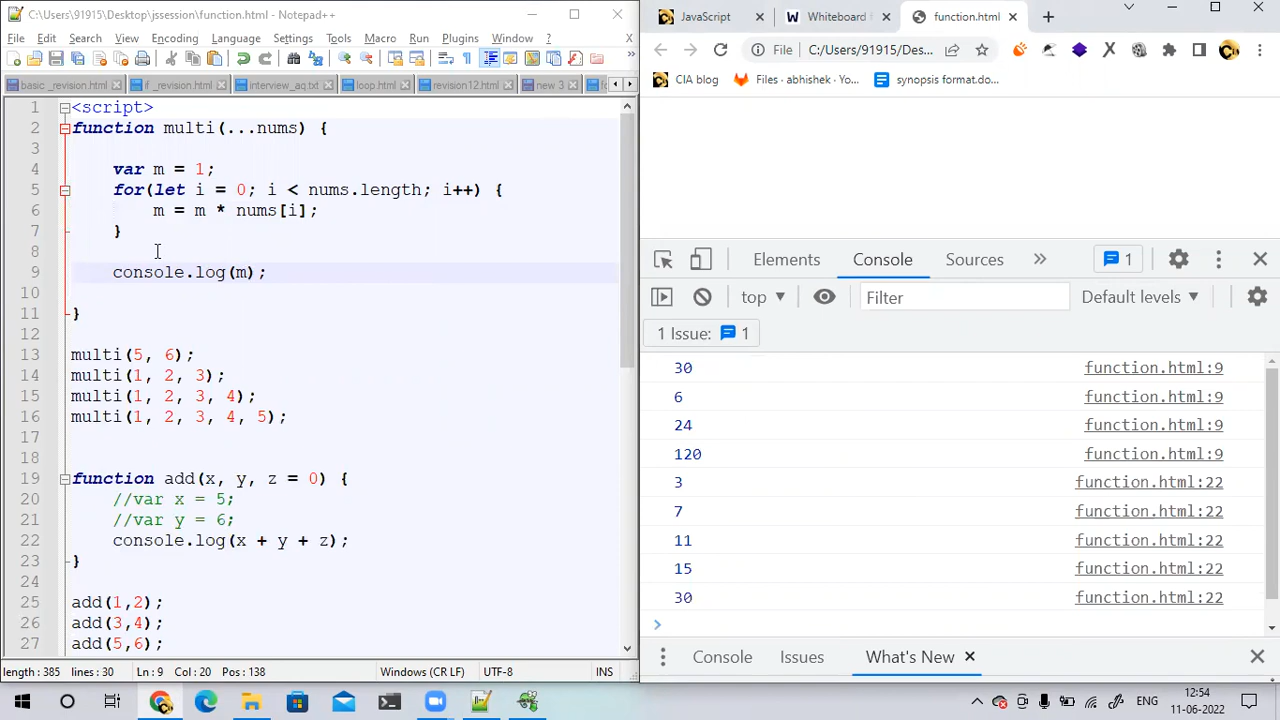 C:\Users\91915\Desktop\jssession\function.html - Notepad++
File Edit Search View Encoding Language Settings Tools Macro Run Plugins Window ?
basic _revision.html if _revision.html interview_aq.txt loop.html revision12.html new 3
1 <script>
2 function multi(...nums) {
3
4 var m = 1;
5 for(let i = 0; i < nums.length; i++) {
6 m = m * nums[i];
7 }
8
9 console.log(m);
10
11 }
12
13 multi(5, 6);
14 multi(1, 2, 3);
15 multi(1, 2, 3, 4);
16 multi(1, 2, 3, 4, 5);
17
18
19 function add(x, y, z = 0) {
20 //var x = 5;
21 //var y = 6;
22 console.log(x + y + z);
23 }
24
25 add(1,2);
26 add(3,4);
27 add(5,6);
length : 385 lines : 30 Ln : 9 Col : 20 Pos : 138 Windows (CR LF) UTF-8 INS
JavaScript Whiteboard f function.html
File C:/Users/91915/Des...
CIA blog Files · abhishek · Yo... synopsis format.do...
Elements Console Sources » 1
top Filter Default levels
1 Issue: 1
30 function.html:9
6 function.html:9
24 function.html:9
120 function.html:9
3 function.html:22
7 function.html:22
11 function.html:22
15 function.html:22
30 function.html:22
Console Issues What's New
ENG 12:54
11-06-2022